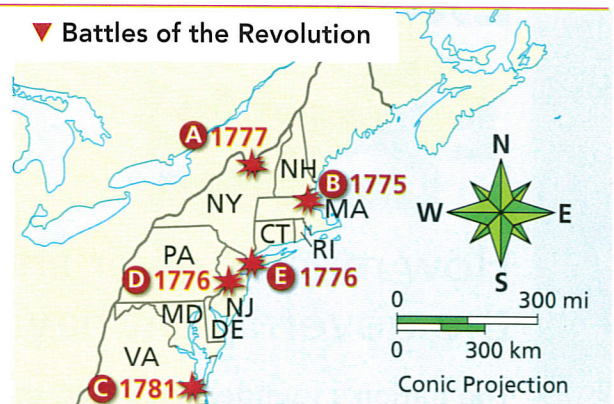 Battles of the Revolution
A 1777
NH
B 1775
NY
MA
CT
RI
PA
D 1776
E 1776
NJ
MD
DE
VA
C 1781
N
W
E
S
0 300 mi
0 300 km
Conic Projection